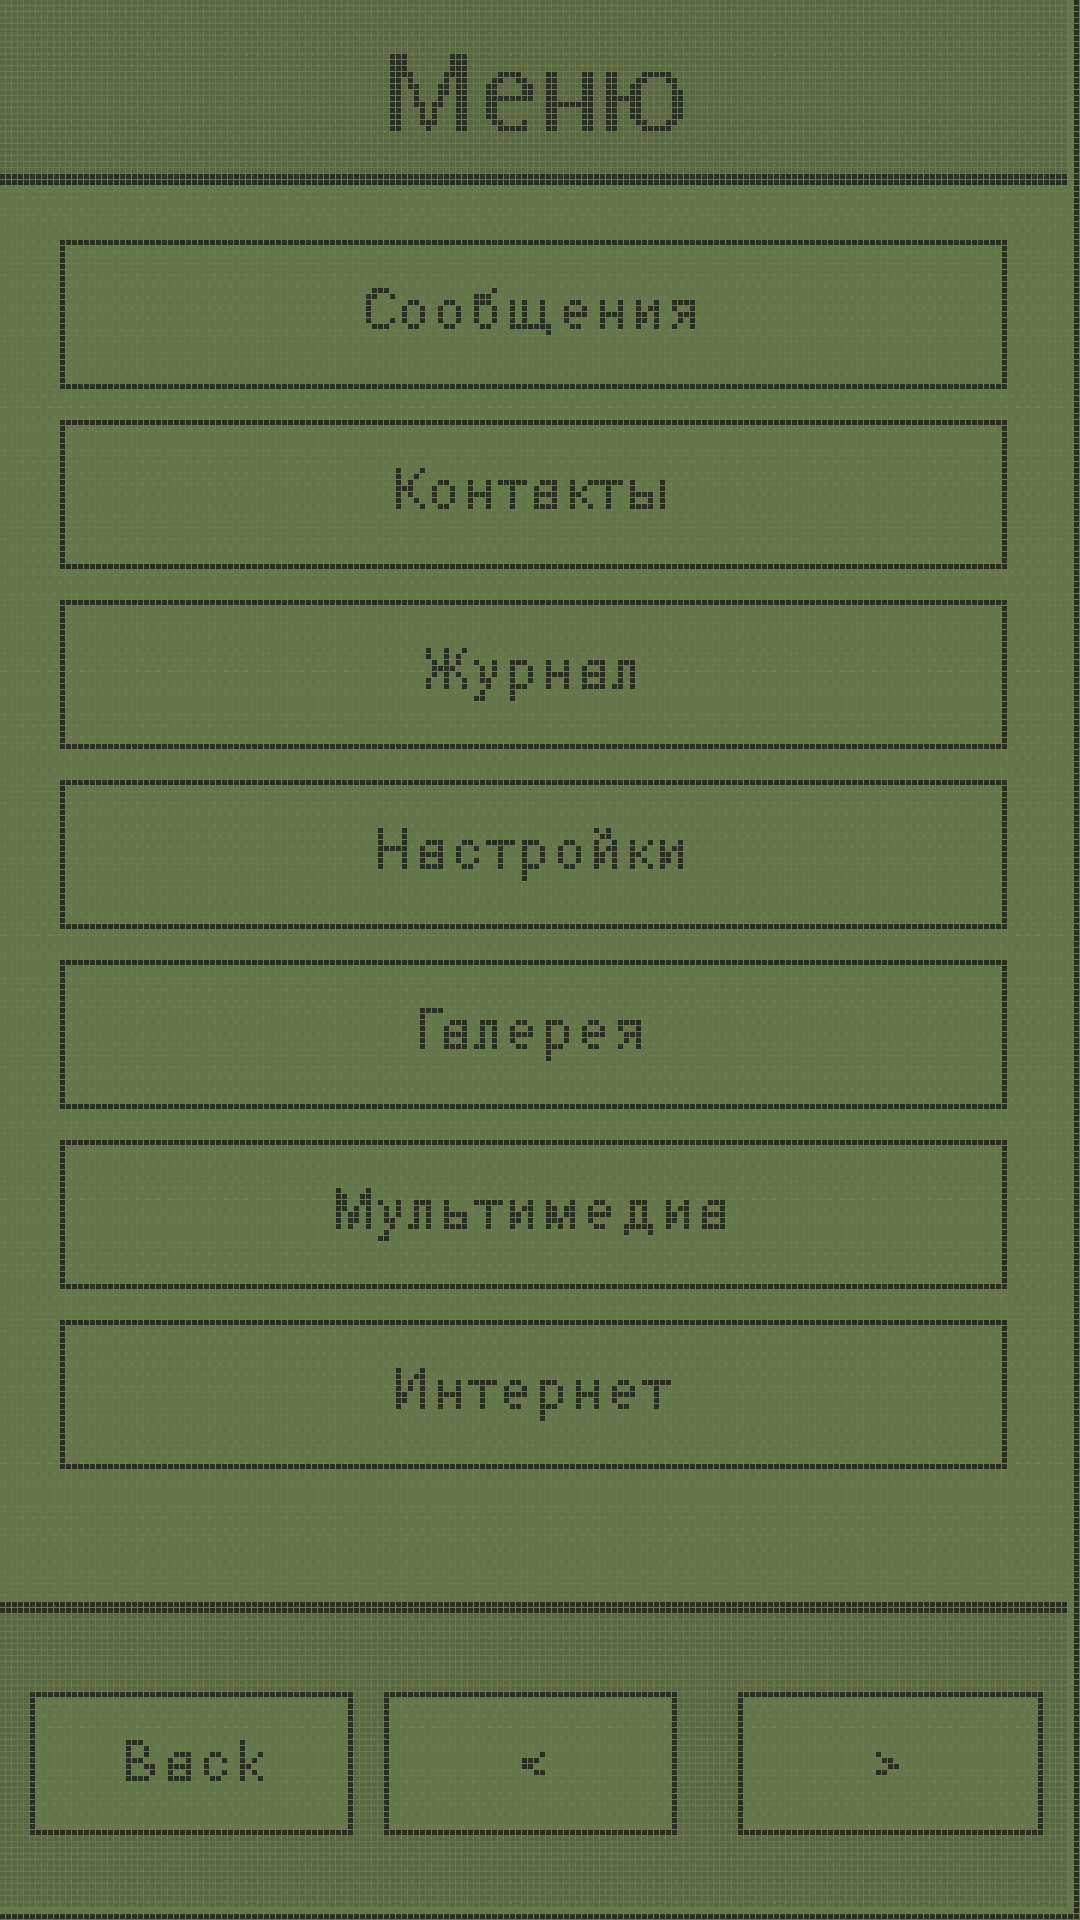 Меню
Сообщения
Контакты
Журнал
Настройки
Галерея
Мультимедиа
Интернет
Back < >